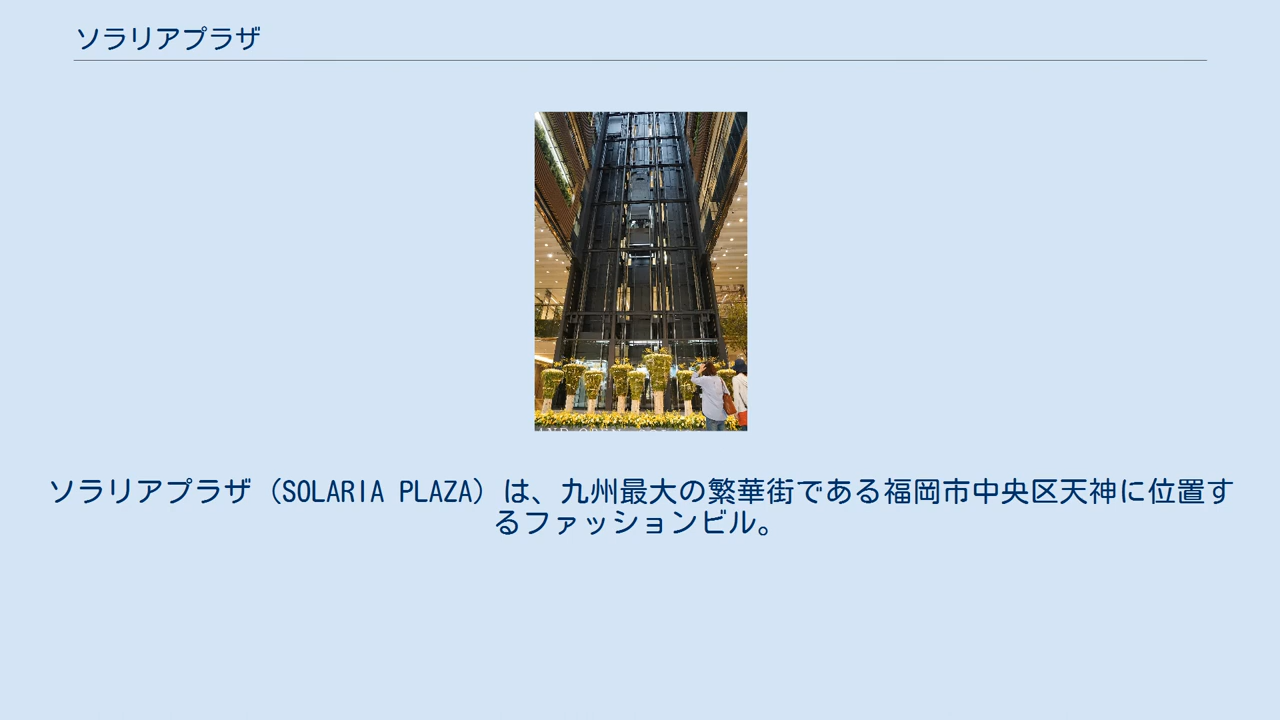 ソラリアプラザ
ソラリアプラザ（SOLARIA PLAZA）は、九州最大の繁華街である福岡市中央区天神に位置す
るファッションビル。